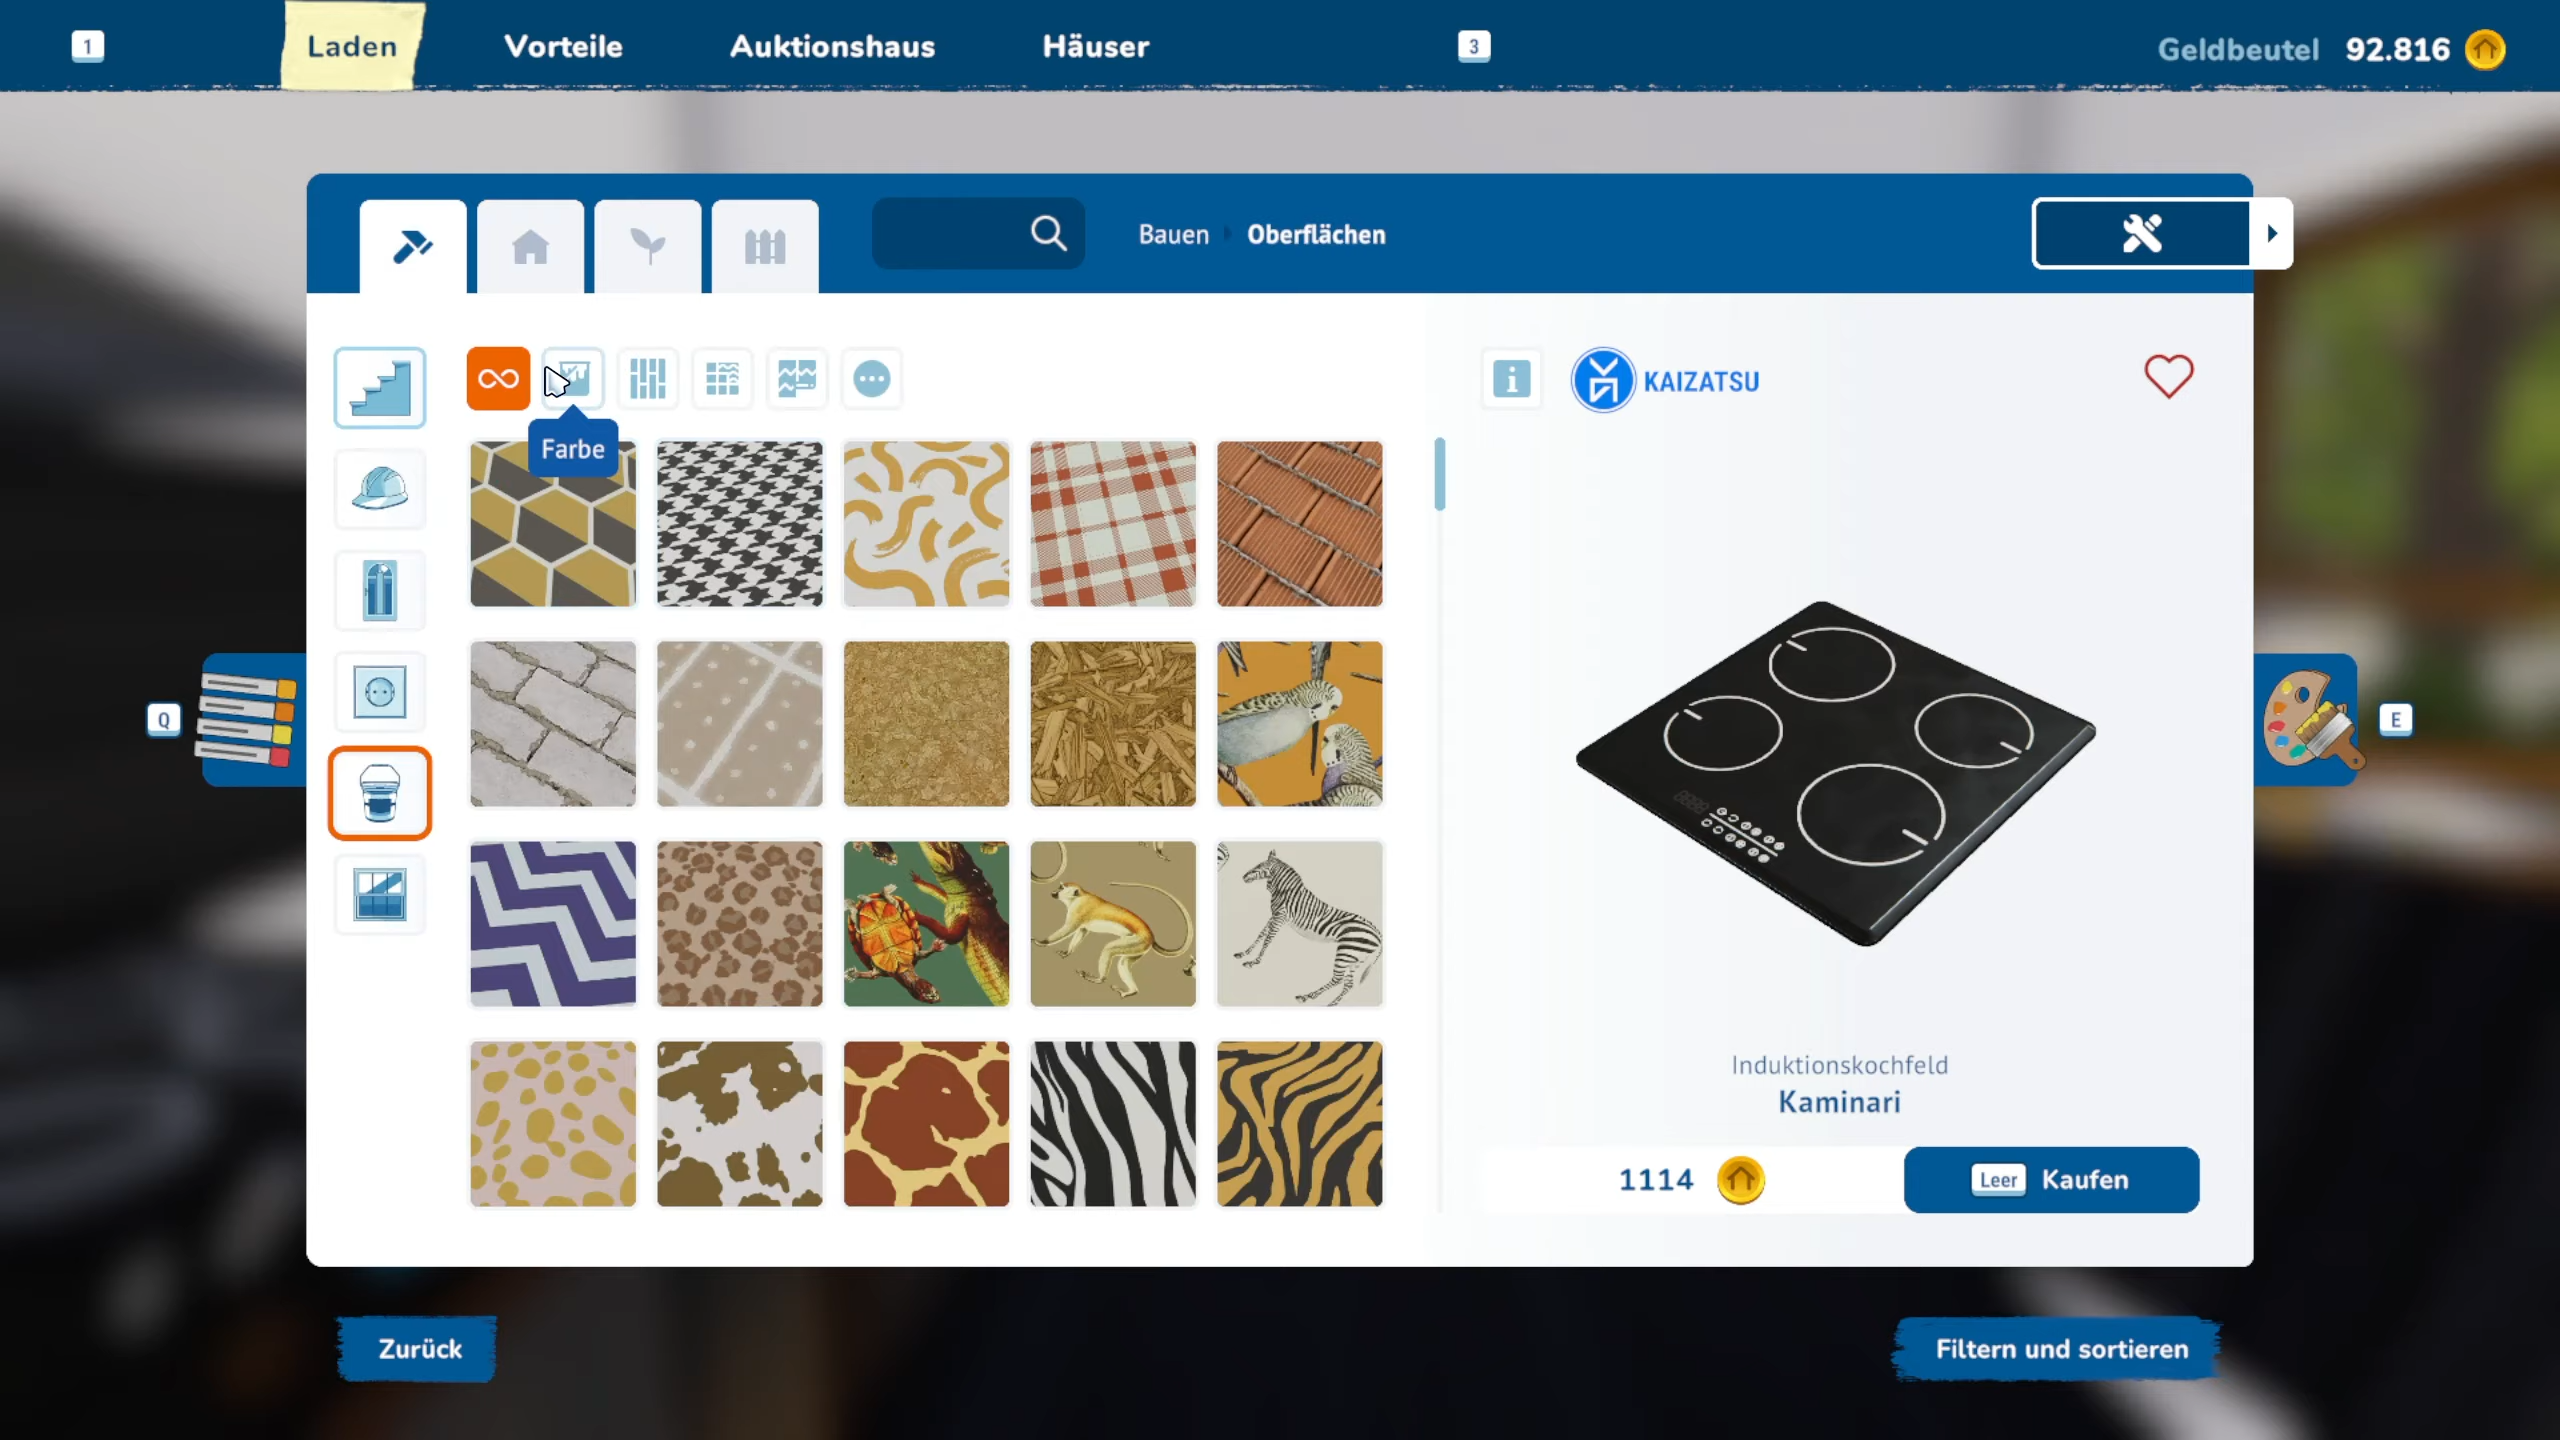 1
Laden
Vorteile
Auktionshaus
Häuser
3
Geldbeutel 92.816
Bauen
Oberflächen
KAIZATSU
Farbe
Q
E
Induktionskochfeld
Kaminari
1114
Leer Kaufen
Zurück
Filtern und sortieren